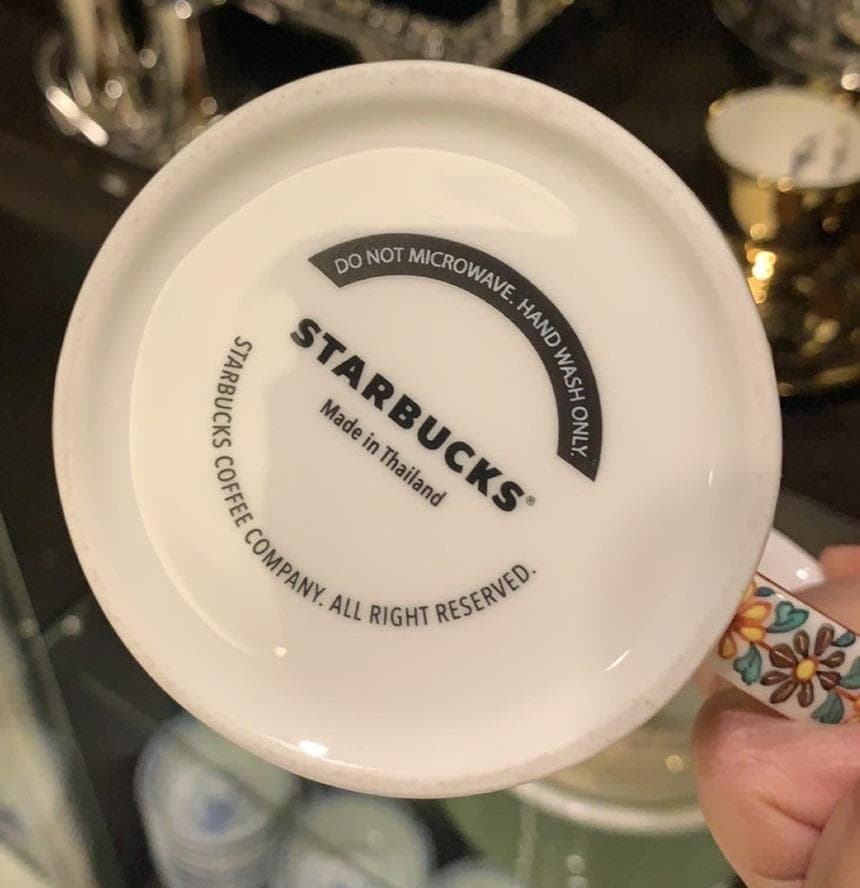 DO NOT MICROWAVE. HAND WASH ONLY.
STARBUCKS®
Made in Thailand
STARBUCKS COFFEE COMPANY. ALL RIGHT RESERVED.